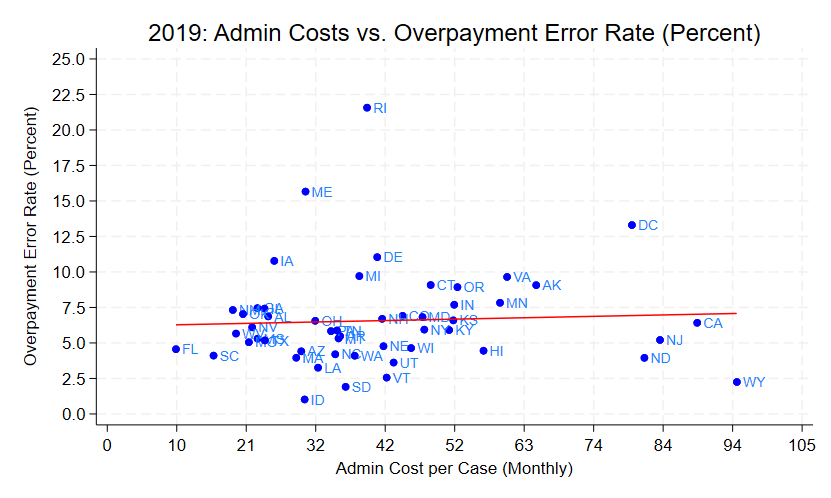 2019: Admin Costs vs. Overpayment Error Rate (Percent)
Overpayment Error Rate (Percent)
25.0
22.5
20.0
17.5
15.0
12.5
10.0
7.5
5.0
2.5
0.0
RI
ME
DC
DE
IA
MI
VA
CT
OR
AK
MN
IN
GA
AL
OH
NH
MD
KS
CA
NV
NY
KY
TX
NJ
FL
SC
AZ
MA
NC
WA
NE
WI
HI
ND
UT
LA
VT
SD
WY
ID
0
10
21
32
42
52
63
74
84
94
105
Admin Cost per Case (Monthly)